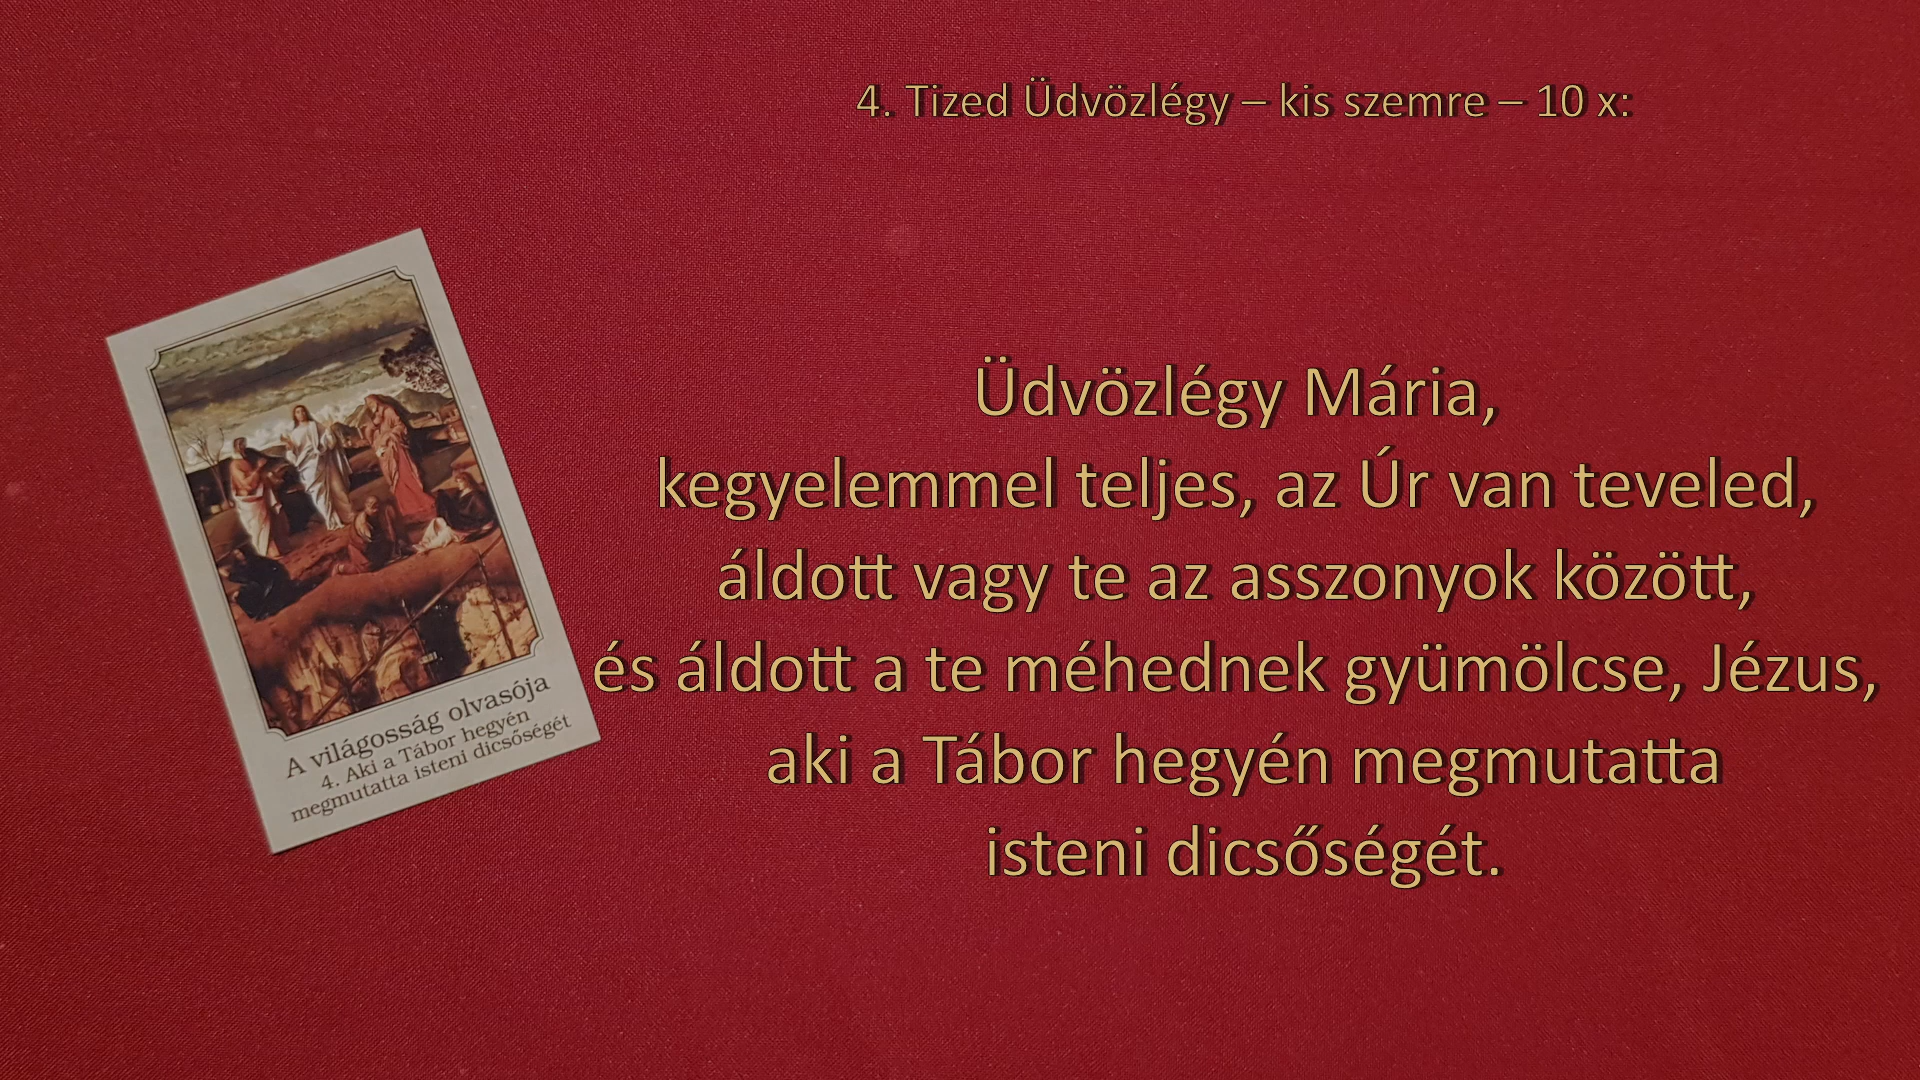 4. Tized Üdvözlégy – kis szemre – 10 x:
Üdvözlégy Mária,
kegyelemmel teljes, az Úr van teveled,
áldott vagy te az asszonyok között,
és áldott a te méhednek gyümölcse, Jézus,
aki a Tábor hegyén megmutatta
isteni dicsőségét.
A világosság olvasója
4. Aki a Tábor hegyén
megmutatta isteni dicsőségét